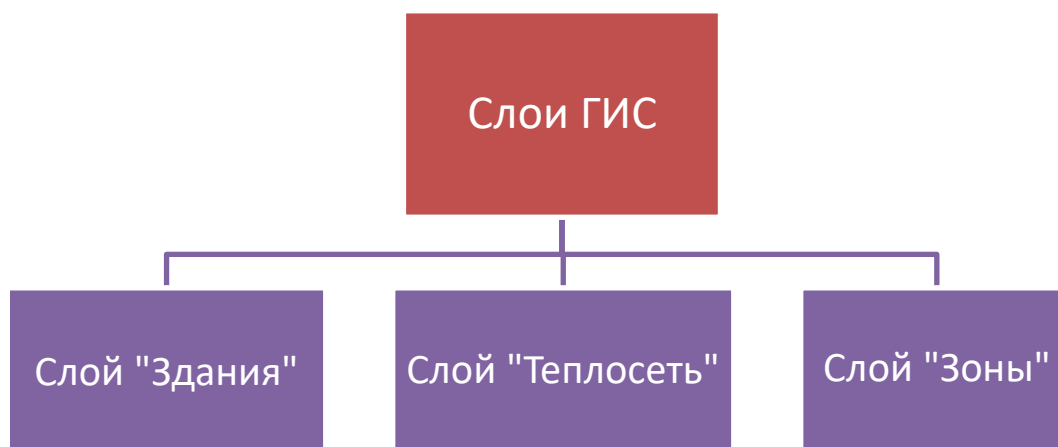 Слои ГИС
Слой "Здания"
Слой "Теплосеть"
Слой "Зоны"